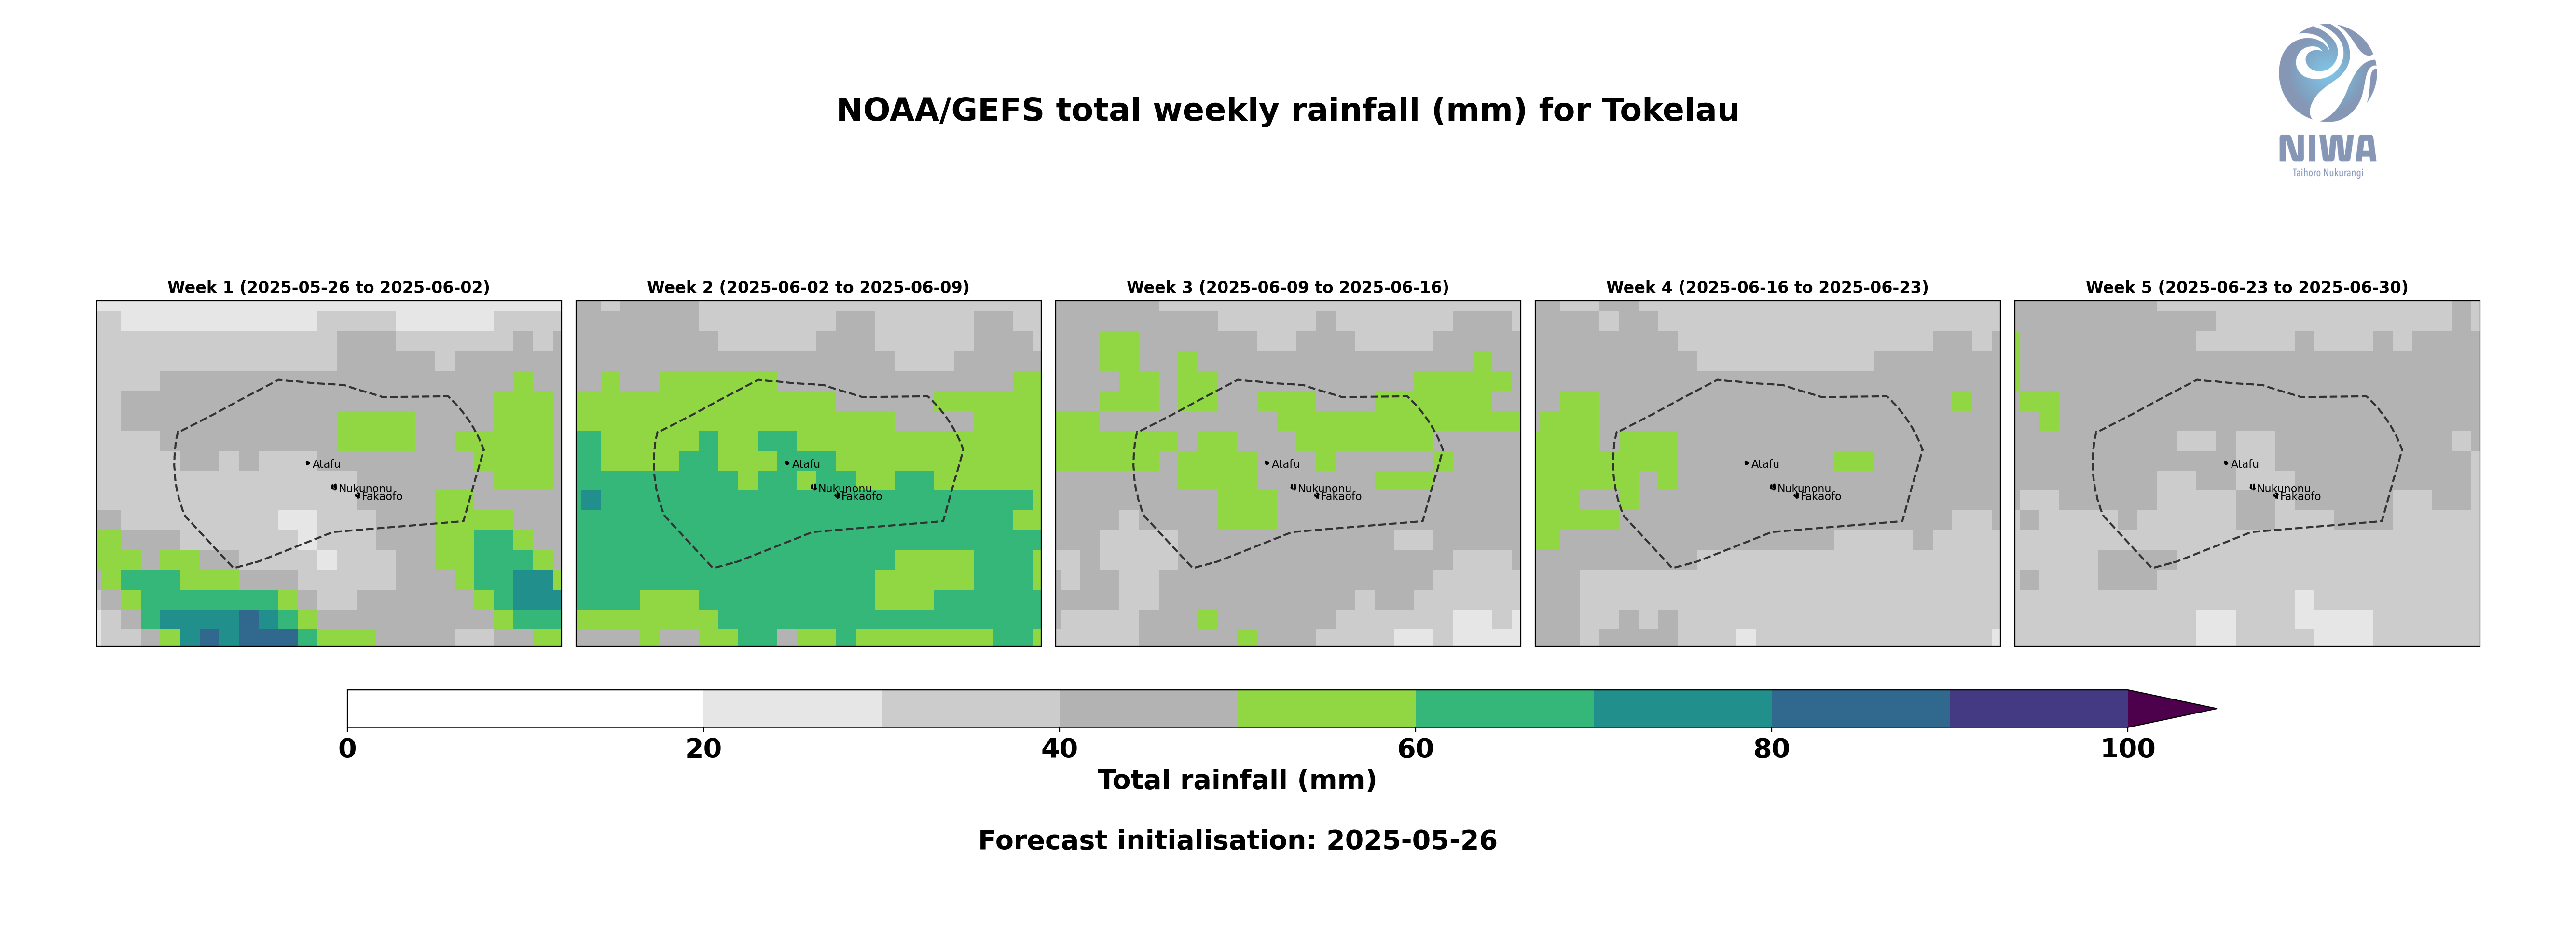 NOAA/GEFS total weekly rainfall (mm) for Tokelau
NIWA
Taihoro Nukurangi
Week 1 (2025-05-26 to 2025-06-02)
Week 2 (2025-06-02 to 2025-06-09)
Week 3 (2025-06-09 to 2025-06-16)
Week 4 (2025-06-16 to 2025-06-23)
Week 5 (2025-06-23 to 2025-06-30)
Atafu
Nukunonu
Fakaofo
Atafu
Nukunonu
Fakaofo
Atafu
Nukunonu
Fakaofo
Atafu
Nukunonu
Fakaofo
Atafu
Nukunonu
Fakaofo
0 20 40 60 80 100
Total rainfall (mm)
Forecast initialisation: 2025-05-26